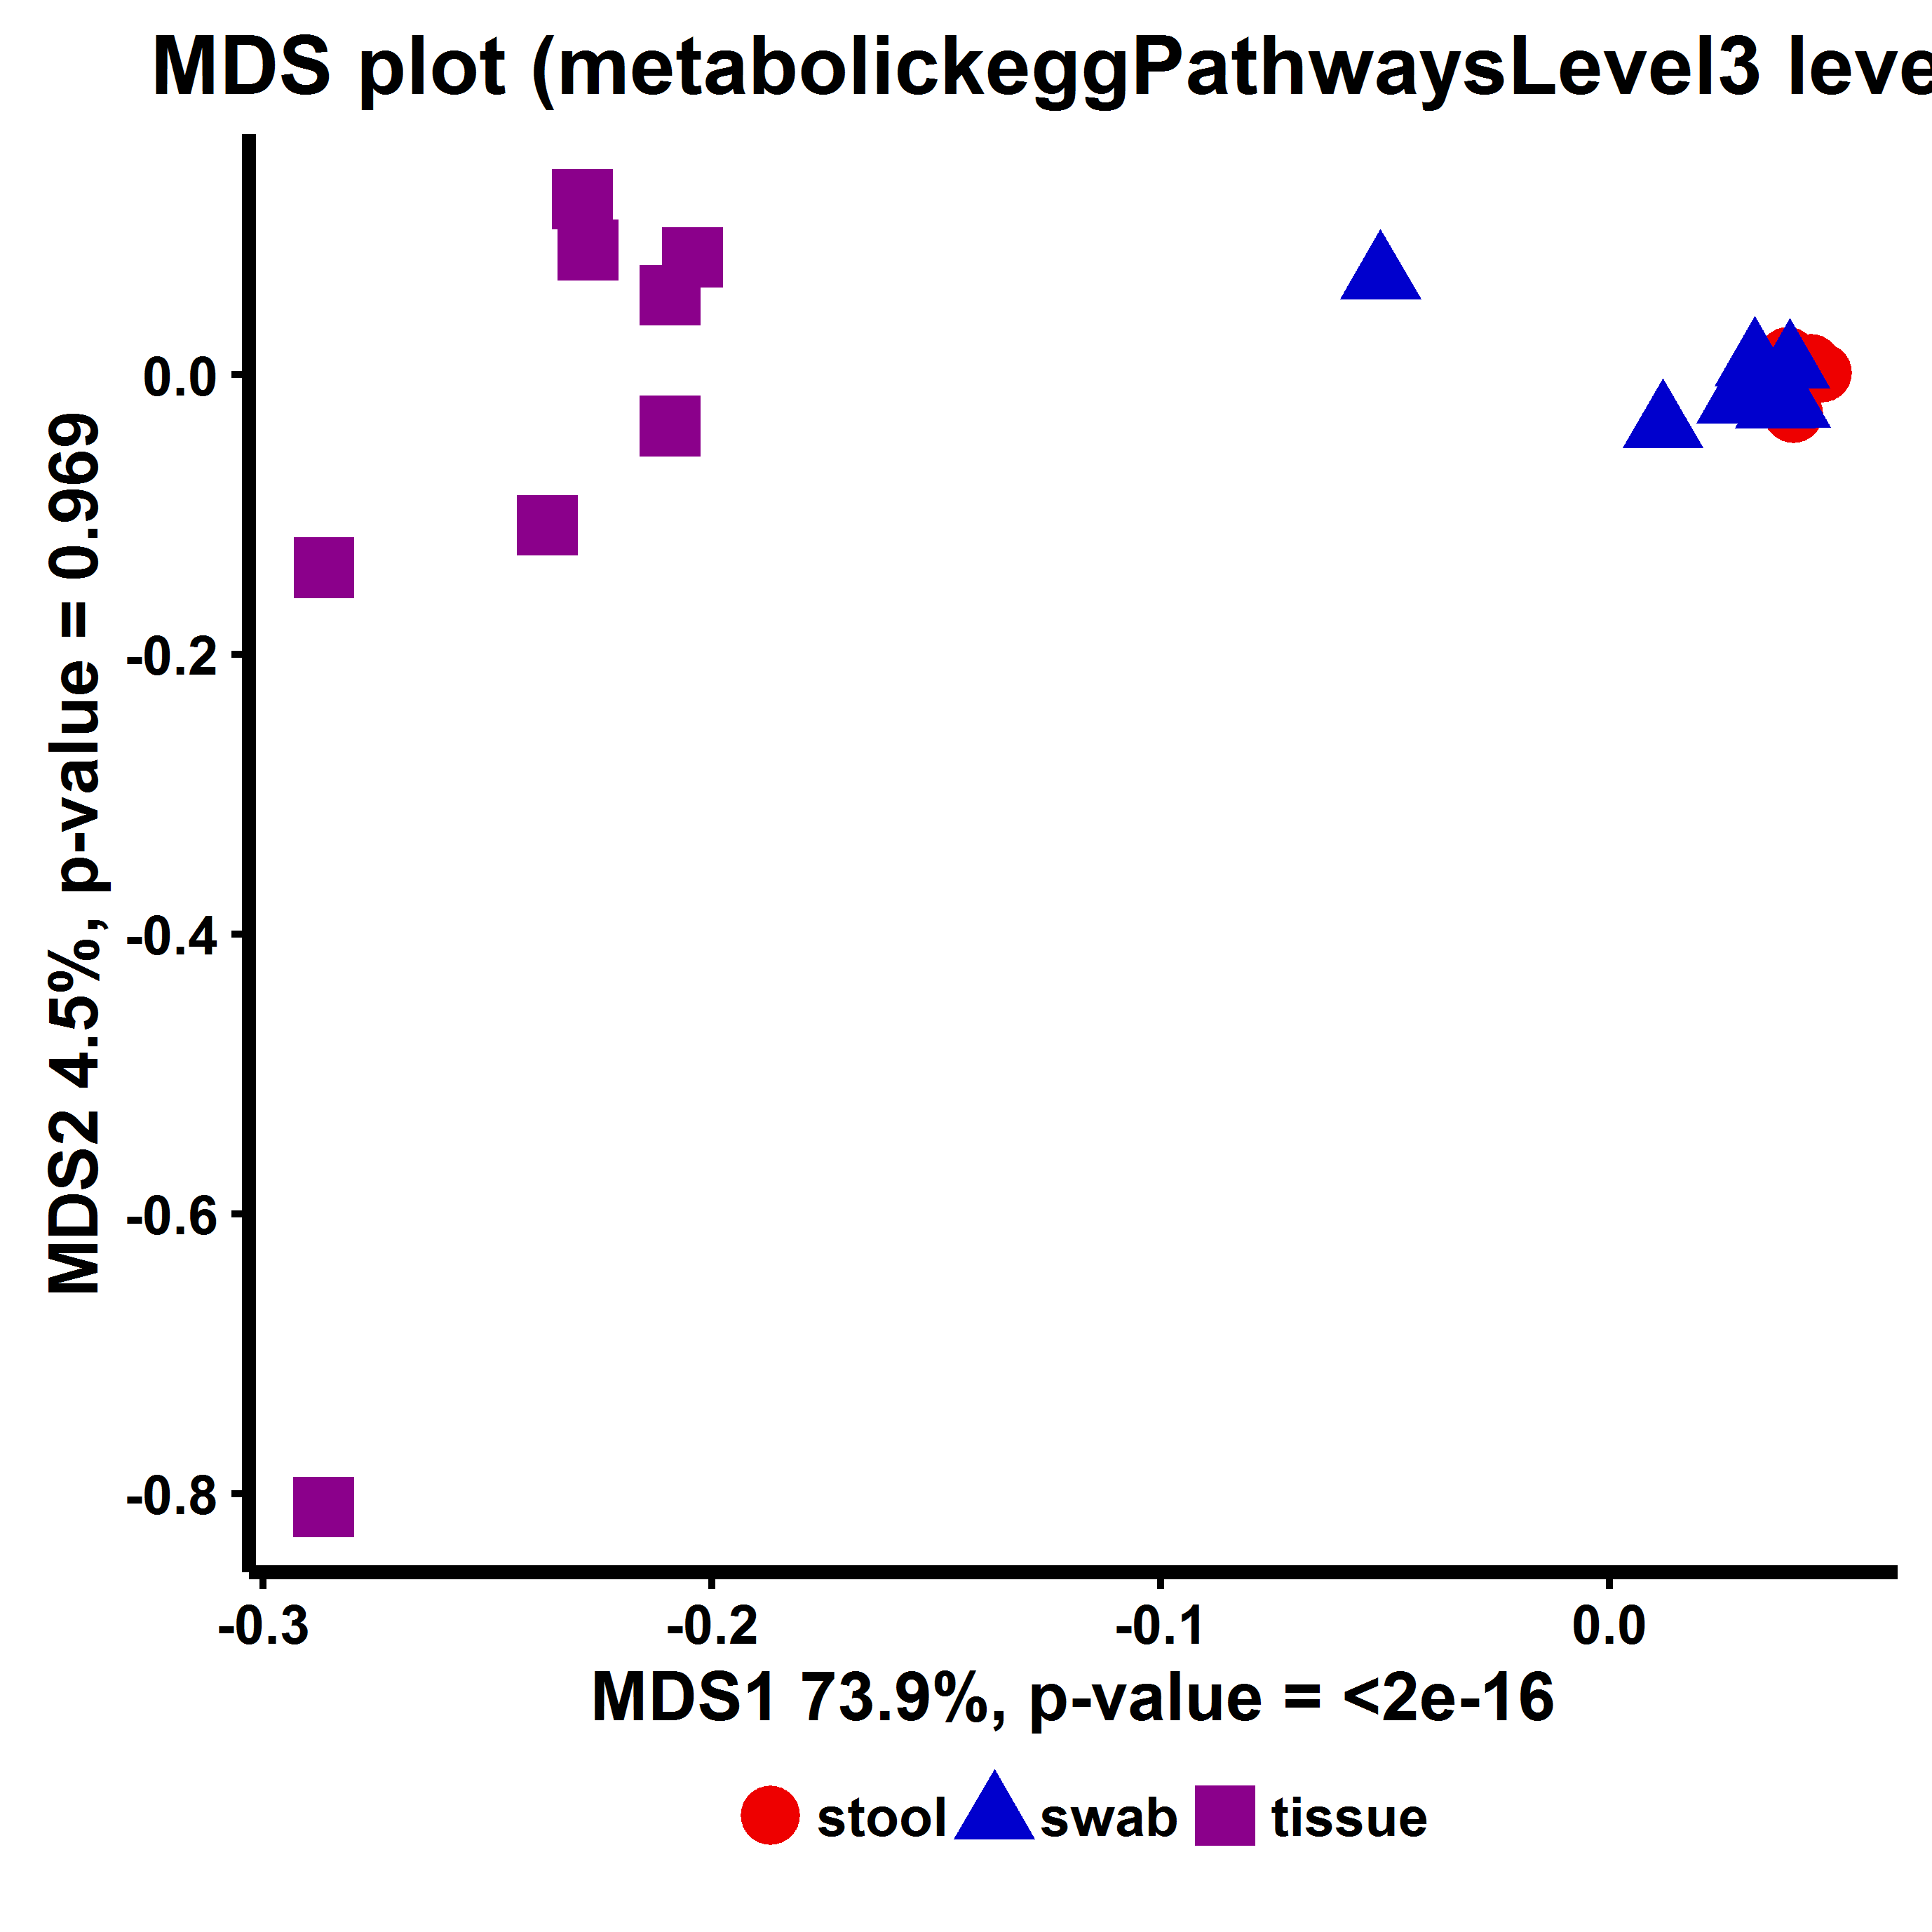 MDS plot (metabolickeggPathwaysLevel3 leve
MDS2 4.5%, p-value = 0.969
0.0
-0.2
-0.4
-0.6
-0.8
-0.3 -0.2 -0.1 0.0
MDS1 73.9%, p-value = <2e-16
stool swab tissue